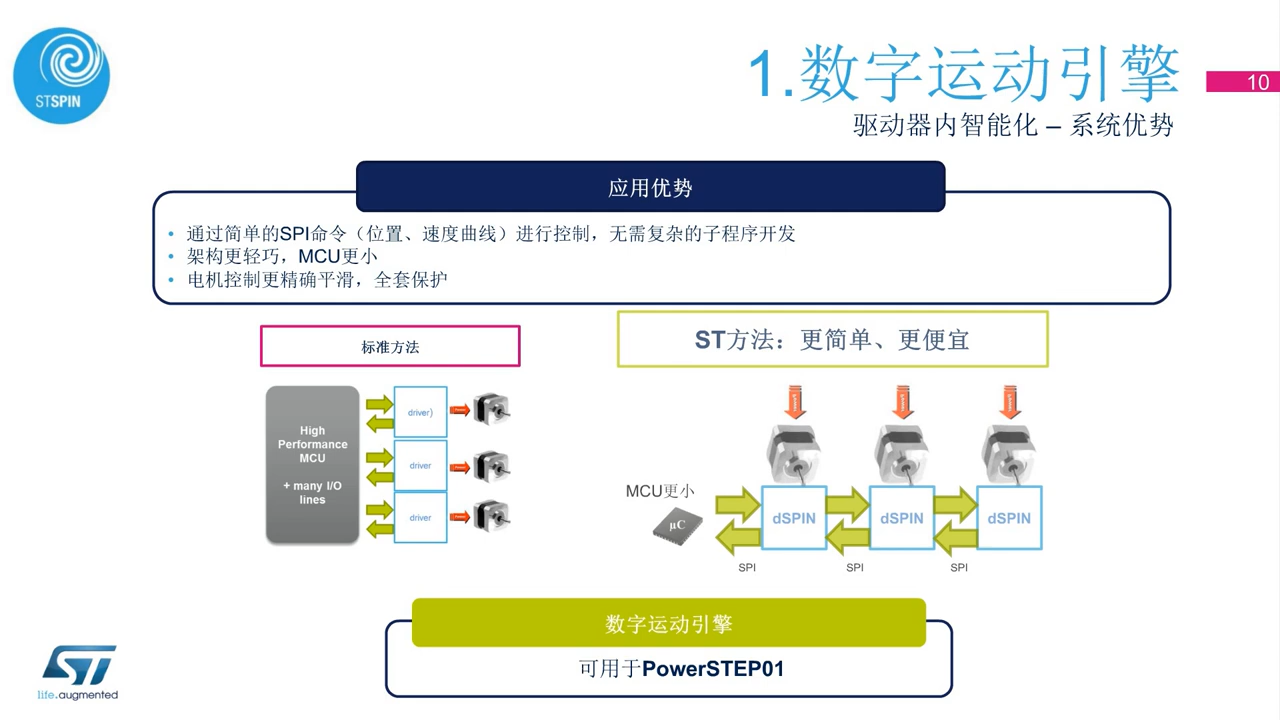 STSPIN
1.数字运动引擎
10
驱动器内智能化 – 系统优势
应用优势
• 通过简单的SPI命令（位置、速度曲线）进行控制，无需复杂的子程序开发
• 架构更轻巧，MCU更小
• 电机控制更精确平滑，全套保护
标准方法
High
Performance
MCU
+ many I/O
lines
driver)
driver
driver
ST方法：更简单、更便宜
MCU更小
µC
dSPIN
dSPIN
dSPIN
SPI
SPI
SPI
数字运动引擎
可用于PowerSTEP01
ST
life.augmented